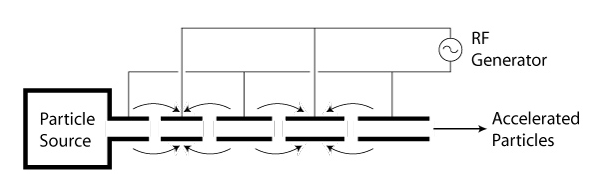 RF
Generator
Particle
Source
Accelerated
Particles